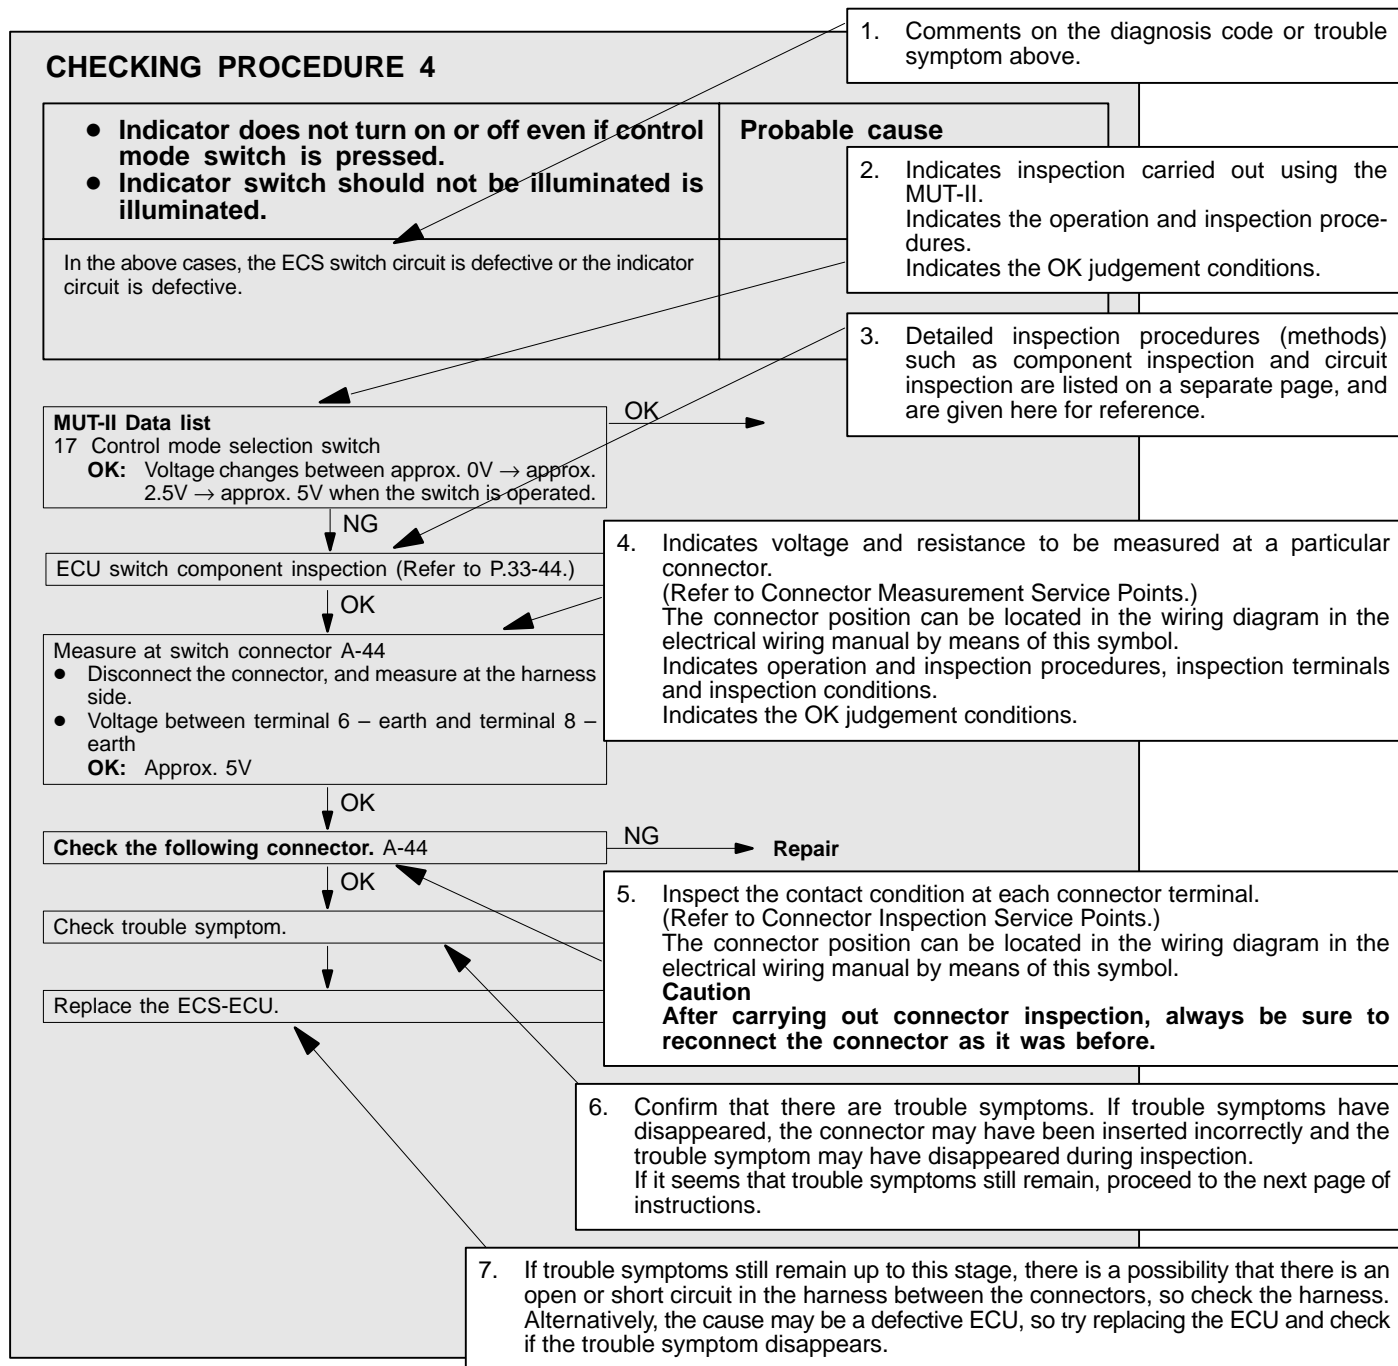 CHECKING PROCEDURE 4
● Indicator does not turn on or off even if control
mode switch is pressed.
● Indicator switch should not be illuminated is
illuminated.
Probable cause
In the above cases, the ECS switch circuit is defective or the indicator
circuit is defective.
1. Comments on the diagnosis code or trouble
symptom above.
2. Indicates inspection carried out using the
MUT-II.
Indicates the operation and inspection proce-
dures.
Indicates the OK judgement conditions.
3. Detailed inspection procedures (methods)
such as component inspection and circuit
inspection are listed on a separate page, and
are given here for reference.
MUT-II Data list
17 Control mode selection switch
OK: Voltage changes between approx. 0V → approx.
2.5V → approx. 5V when the switch is operated.
OK
NG
ECU switch component inspection (Refer to P.33-44.)
OK
4. Indicates voltage and resistance to be measured at a particular
connector.
(Refer to Connector Measurement Service Points.)
The connector position can be located in the wiring diagram in the
electrical wiring manual by means of this symbol.
Indicates operation and inspection procedures, inspection terminals
and inspection conditions.
Indicates the OK judgement conditions.
Measure at switch connector A-44
● Disconnect the connector, and measure at the harness
side.
● Voltage between terminal 6 – earth and terminal 8 –
earth
OK: Approx. 5V
OK
Check the following connector. A-44
NG
Repair
OK
5. Inspect the contact condition at each connector terminal.
(Refer to Connector Inspection Service Points.)
The connector position can be located in the wiring diagram in the
electrical wiring manual by means of this symbol.
Caution
After carrying out connector inspection, always be sure to
reconnect the connector as it was before.
Check trouble symptom.
Replace the ECS-ECU.
6. Confirm that there are trouble symptoms. If trouble symptoms have
disappeared, the connector may have been inserted incorrectly and the
trouble symptom may have disappeared during inspection.
If it seems that trouble symptoms still remain, proceed to the next page of
instructions.
7. If trouble symptoms still remain up to this stage, there is a possibility that there is an
open or short circuit in the harness between the connectors, so check the harness.
Alternatively, the cause may be a defective ECU, so try replacing the ECU and check
if the trouble symptom disappears.